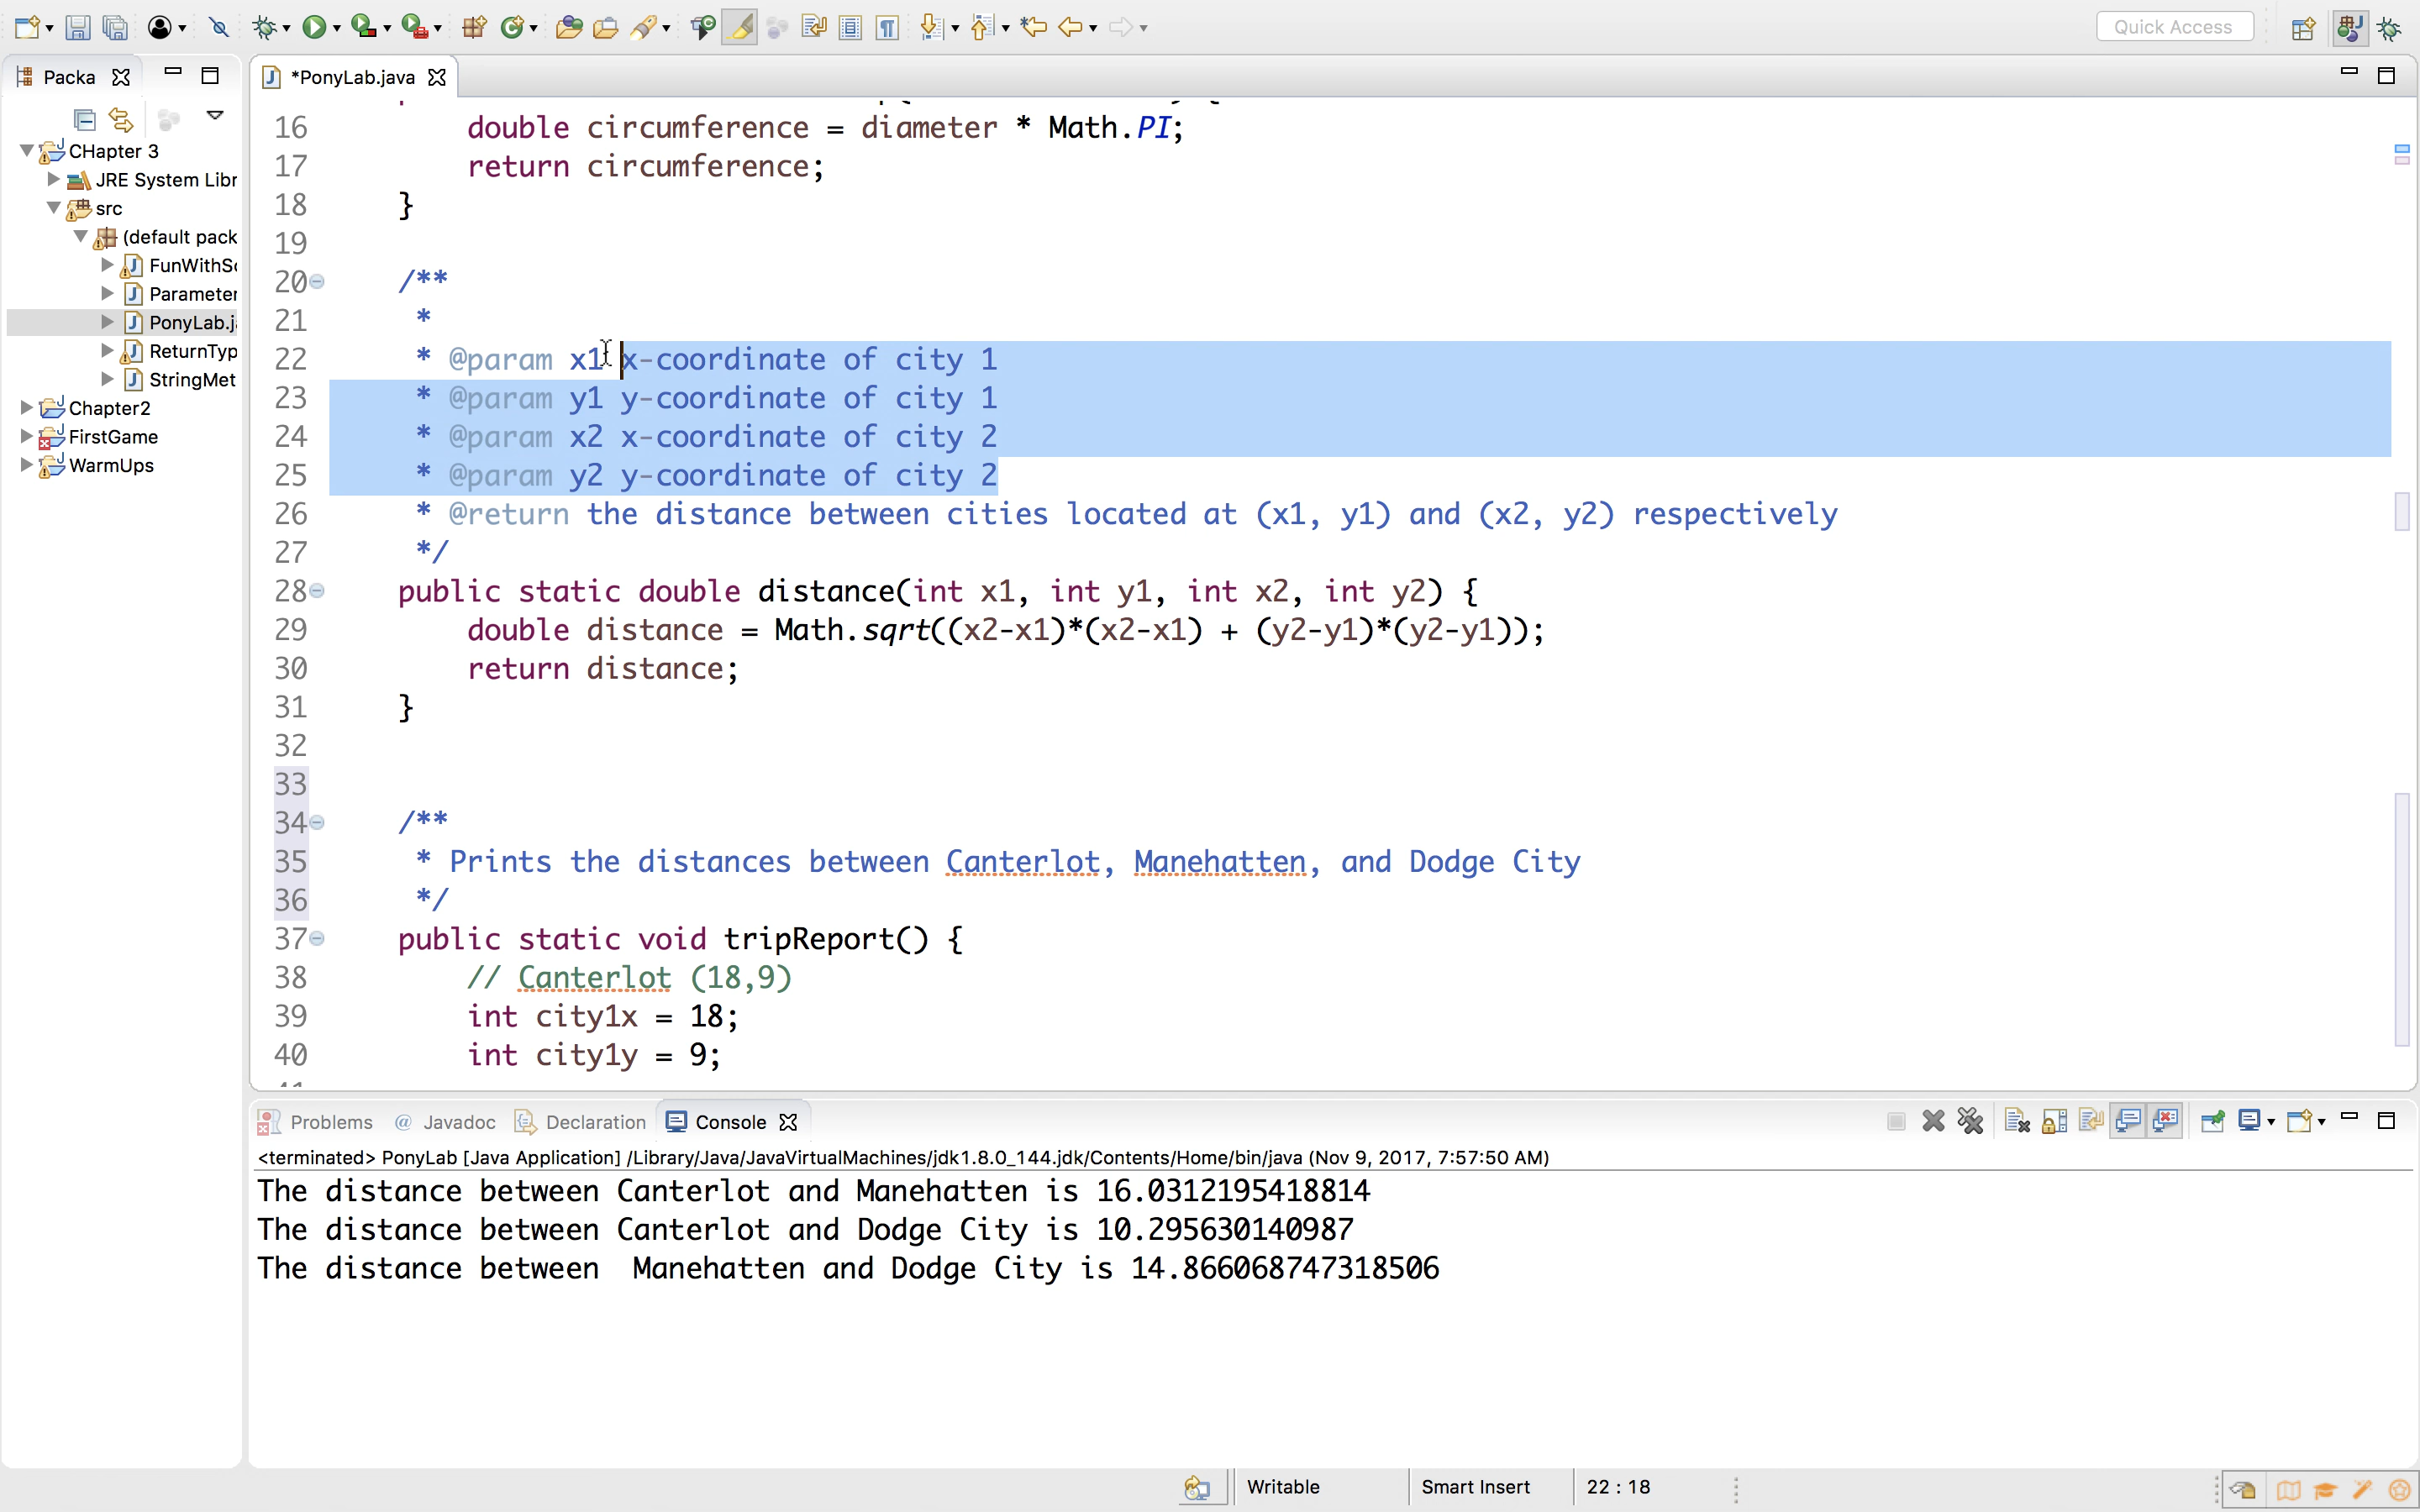 Quick Access
Packa
*PonyLab.java
CHapter 3
JRE System Libr
src
(default pack
FunWithSc
Parameter
PonyLab.ja
ReturnTyp
StringMet
Chapter2
FirstGame
WarmUps
16 double circumference = diameter * Math.PI;
17 return circumference;
18 }
19
20 /**
21 *
22 * @param x1 x-coordinate of city 1
23 * @param y1 y-coordinate of city 1
24 * @param x2 x-coordinate of city 2
25 * @param y2 y-coordinate of city 2
26 * @return the distance between cities located at (x1, y1) and (x2, y2) respectively
27 */
28 public static double distance(int x1, int y1, int x2, int y2) {
29 double distance = Math.sqrt((x2-x1)*(x2-x1) + (y2-y1)*(y2-y1));
30 return distance;
31 }
32
33
34 /**
35 * Prints the distances between Canterlot, Manehatten, and Dodge City
36 */
37 public static void tripReport() {
38 // Canterlot (18,9)
39 int city1x = 18;
40 int city1y = 9;
Problems @ Javadoc Declaration Console
<terminated> PonyLab [Java Application] /Library/Java/JavaVirtualMachines/jdk1.8.0_144.jdk/Contents/Home/bin/java (Nov 9, 2017, 7:57:50 AM)
The distance between Canterlot and Manehatten is 16.0312195418814
The distance between Canterlot and Dodge City is 10.295630140987
The distance between  Manehatten and Dodge City is 14.866068747318506
Writable Smart Insert 22 : 18